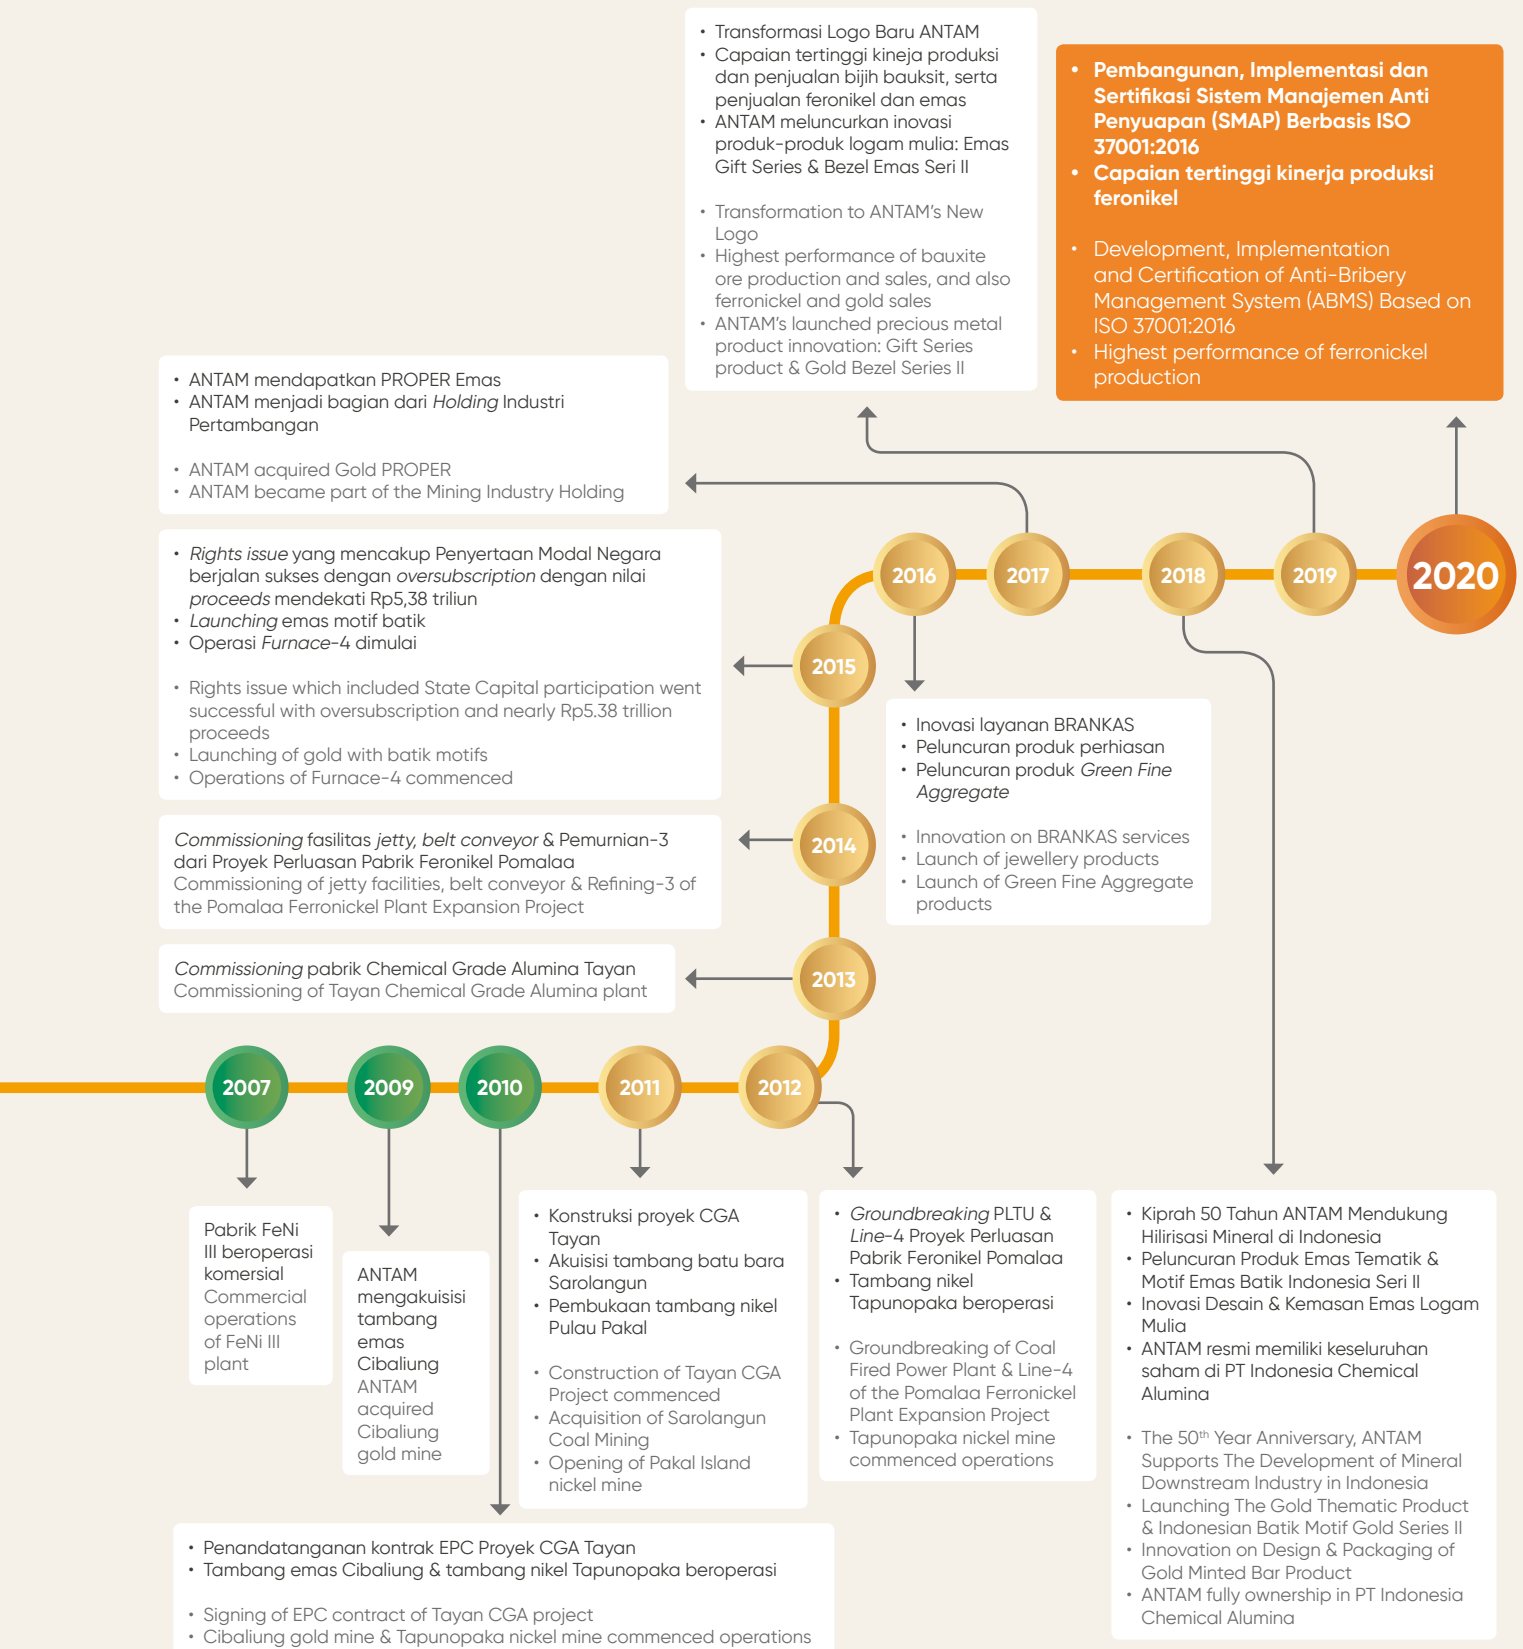 • Transformasi Logo Baru ANTAM
• Capaian tertinggi kineja produksi
dan penjualan bijih bauksit, serta
penjualan feronikel dan emas
• ANTAM meluncurkan inovasi
produk-produk logam mulia: Emas
Gift Series & Bezel Emas Seri II
• Transformation to ANTAM's New
Logo
• Highest performance of bauxite
ore production and sales, and also
ferronickel and gold sales
• ANTAM's launched precious metal
product innovation: Gift Series
product & Gold Bezel Series II
• Pembangunan, Implementasi dan
Sertifikasi Sistem Manajemen Anti
Penyuapan (SMAP) Berbasis ISO
37001:2016
• Capaian tertinggi kinerja produksi
feronikel
• Development, Implementation
and Certification of Anti-Bribery
Management System (ABMS) Based on
ISO 37001:2016
• Highest performance of ferronickel
production
• ANTAM mendapatkan PROPER Emas
• ANTAM menjadi bagian dari Holding Industri
Pertambangan
• ANTAM acquired Gold PROPER
• ANTAM became part of the Mining Industry Holding
• Rights issue yang mencakup Penyertaan Modal Negara
berjalan sukses dengan oversubscription dengan nilai
proceeds mendekati Rp5,38 triliun
• Launching emas motif batik
• Operasi Furnace-4 dimulai
• Rights issue which included State Capital participation went
successful with oversubscription and nearly Rp5.38 trillion
proceeds
• Launching of gold with batik motifs
• Operations of Furnace-4 commenced
2016
2017
2018
2019
2020
2015
• Inovasi layanan BRANKAS
• Peluncuran produk perhiasan
• Peluncuran produk Green Fine
Aggregate
• Innovation on BRANKAS services
• Launch of jewellery products
• Launch of Green Fine Aggregate
products
Commissioning fasilitas jetty, belt conveyor & Pemurnian-3
dari Proyek Perluasan Pabrik Feronikel Pomalaa
Commissioning of jetty facilities, belt conveyor & Refining-3 of
the Pomalaa Ferronickel Plant Expansion Project
2014
Commissioning pabrik Chemical Grade Alumina Tayan
Commissioning of Tayan Chemical Grade Alumina plant
2013
2007
2009
2010
2011
2012
Pabrik FeNi
III beroperasi
komersial
Commercial
operations
of FeNi III
plant
ANTAM
mengakuisisi
tambang
emas
Cibaliung
ANTAM
acquired
Cibaliung
gold mine
• Konstruksi proyek CGA
Tayan
• Akuisisi tambang batu bara
Sarolangun
• Pembukaan tambang nikel
Pulau Pakal
• Construction of Tayan CGA
Project commenced
• Acquisition of Sarolangun
Coal Mining
• Opening of Pakal Island
nickel mine
• Groundbreaking PLTU &
Line-4 Proyek Perluasan
Pabrik Feronikel Pomalaa
• Tambang nikel
Tapunopaka beroperasi
• Groundbreaking of Coal
Fired Power Plant & Line-4
of the Pomalaa Ferronickel
Plant Expansion Project
• Tapunopaka nickel mine
commenced operations
• Kiprah 50 Tahun ANTAM Mendukung
Hilirisasi Mineral di Indonesia
• Peluncuran Produk Emas Tematik &
Motif Emas Batik Indonesia Seri II
• Inovasi Desain & Kemasan Emas Logam
Mulia
• ANTAM resmi memiliki keseluruhan
saham di PT Indonesia Chemical
Alumina
• The 50th Year Anniversary, ANTAM
Supports The Development of Mineral
Downstream Industry in Indonesia
• Launching The Gold Thematic Product
& Indonesian Batik Motif Gold Series II
• Innovation on Design & Packaging of
Gold Minted Bar Product
• ANTAM fully ownership in PT Indonesia
Chemical Alumina
• Penandatanganan kontrak EPC Proyek CGA Tayan
• Tambang emas Cibaliung & tambang nikel Tapunopaka beroperasi
• Signing of EPC contract of Tayan CGA project
• Cibaliung gold mine & Tapunopaka nickel mine commenced operations